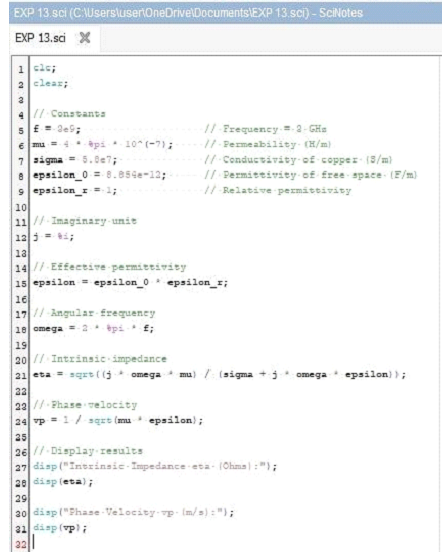 EXP 13.sci (C:\Users\user\OneDrive\Documents\EXP 13.sci) - SciNotes
EXP 13.sci
1 clc;
2 clear;
3
4 // Constants
5 f = 2e9; // Frequency = 2 GHz
6 mu = 4 * %pi * 10^(-7); // Permeability (H/m)
7 sigma = 5.8e7; // Conductivity of copper (S/m)
8 epsilon_0 = 8.854e-12; // Permittivity of free space (F/m)
9 epsilon_r = 1; // Relative permittivity
10
11 // Imaginary unit
12 j = %i;
13
14 // Effective permittivity
15 epsilon = epsilon_0 * epsilon_r;
16
17 // Angular frequency
18 omega = 2 * %pi * f;
19
20 // Intrinsic impedance
21 eta = sqrt((j * omega * mu) / (sigma + j * omega * epsilon));
22
23 // Phase velocity
24 vp = 1 / sqrt(mu * epsilon);
25
26 // Display results
27 disp("Intrinsic Impedance eta (Ohms):");
28 disp(eta);
29
30 disp("Phase Velocity vp (m/s):");
31 disp(vp);
32